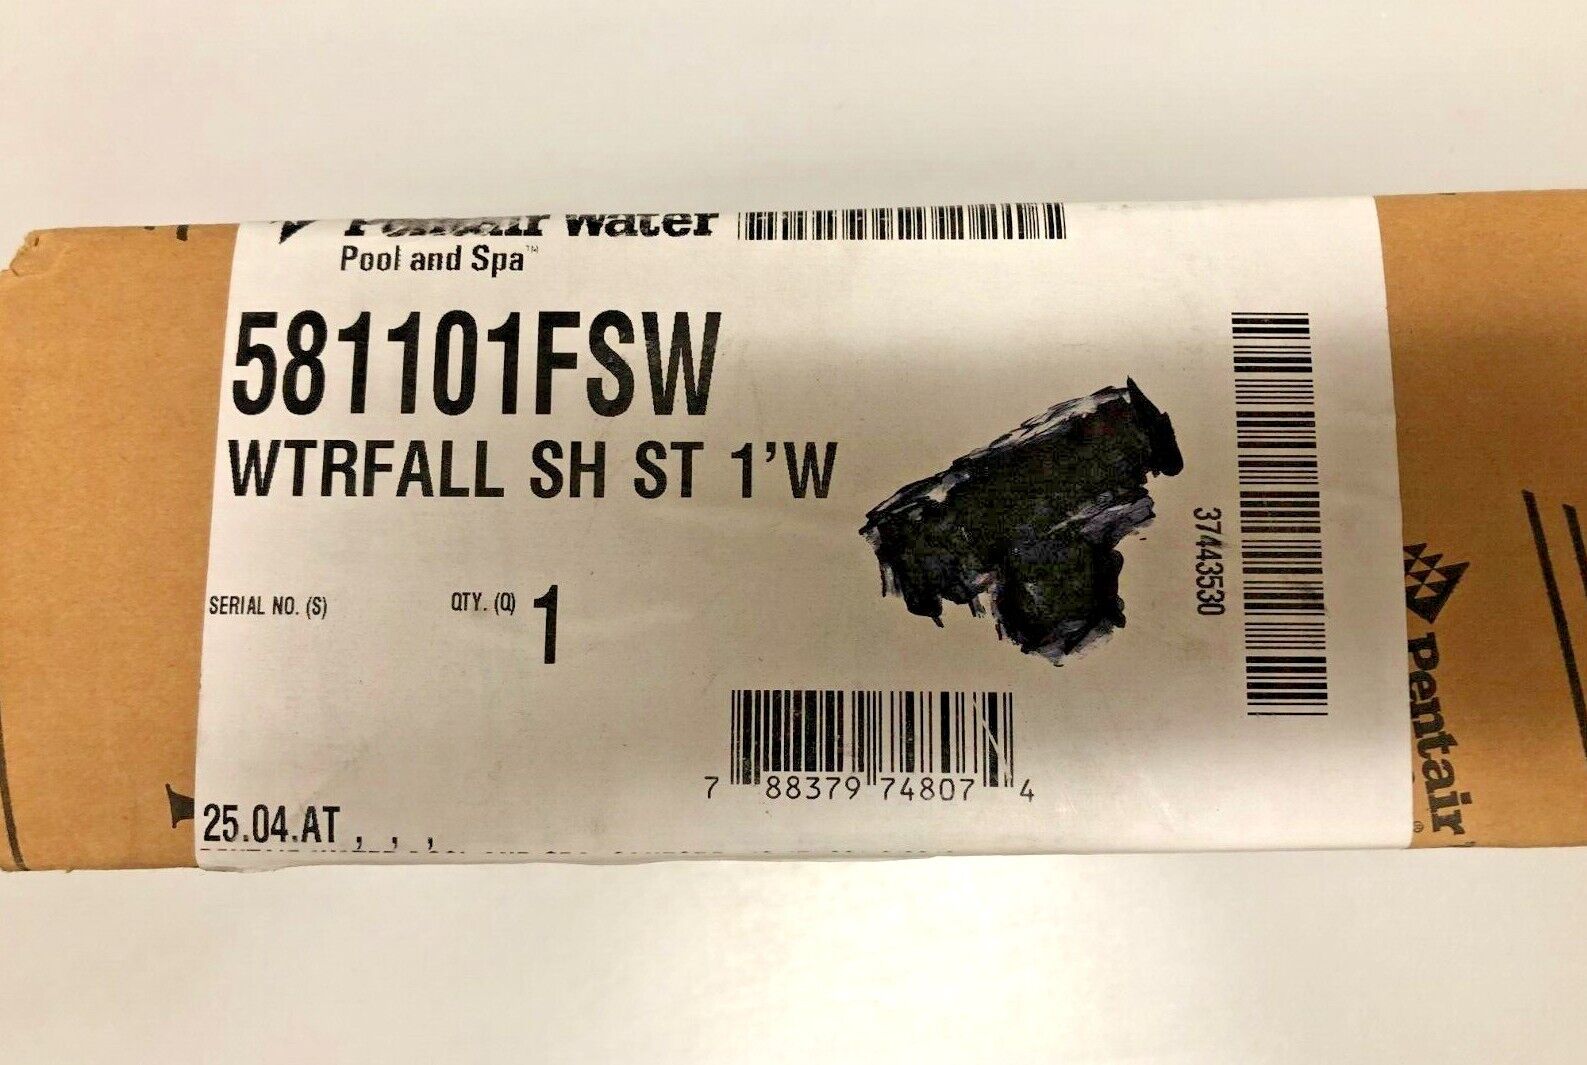 Pentair Water
Pool and Spa™
581101FSW
WTRFALL SH ST 1'W
SERIAL NO. (S)
QTY. (Q) 1
37443530
7 88379 74807 4
25.04.AT , , ,
Pentair